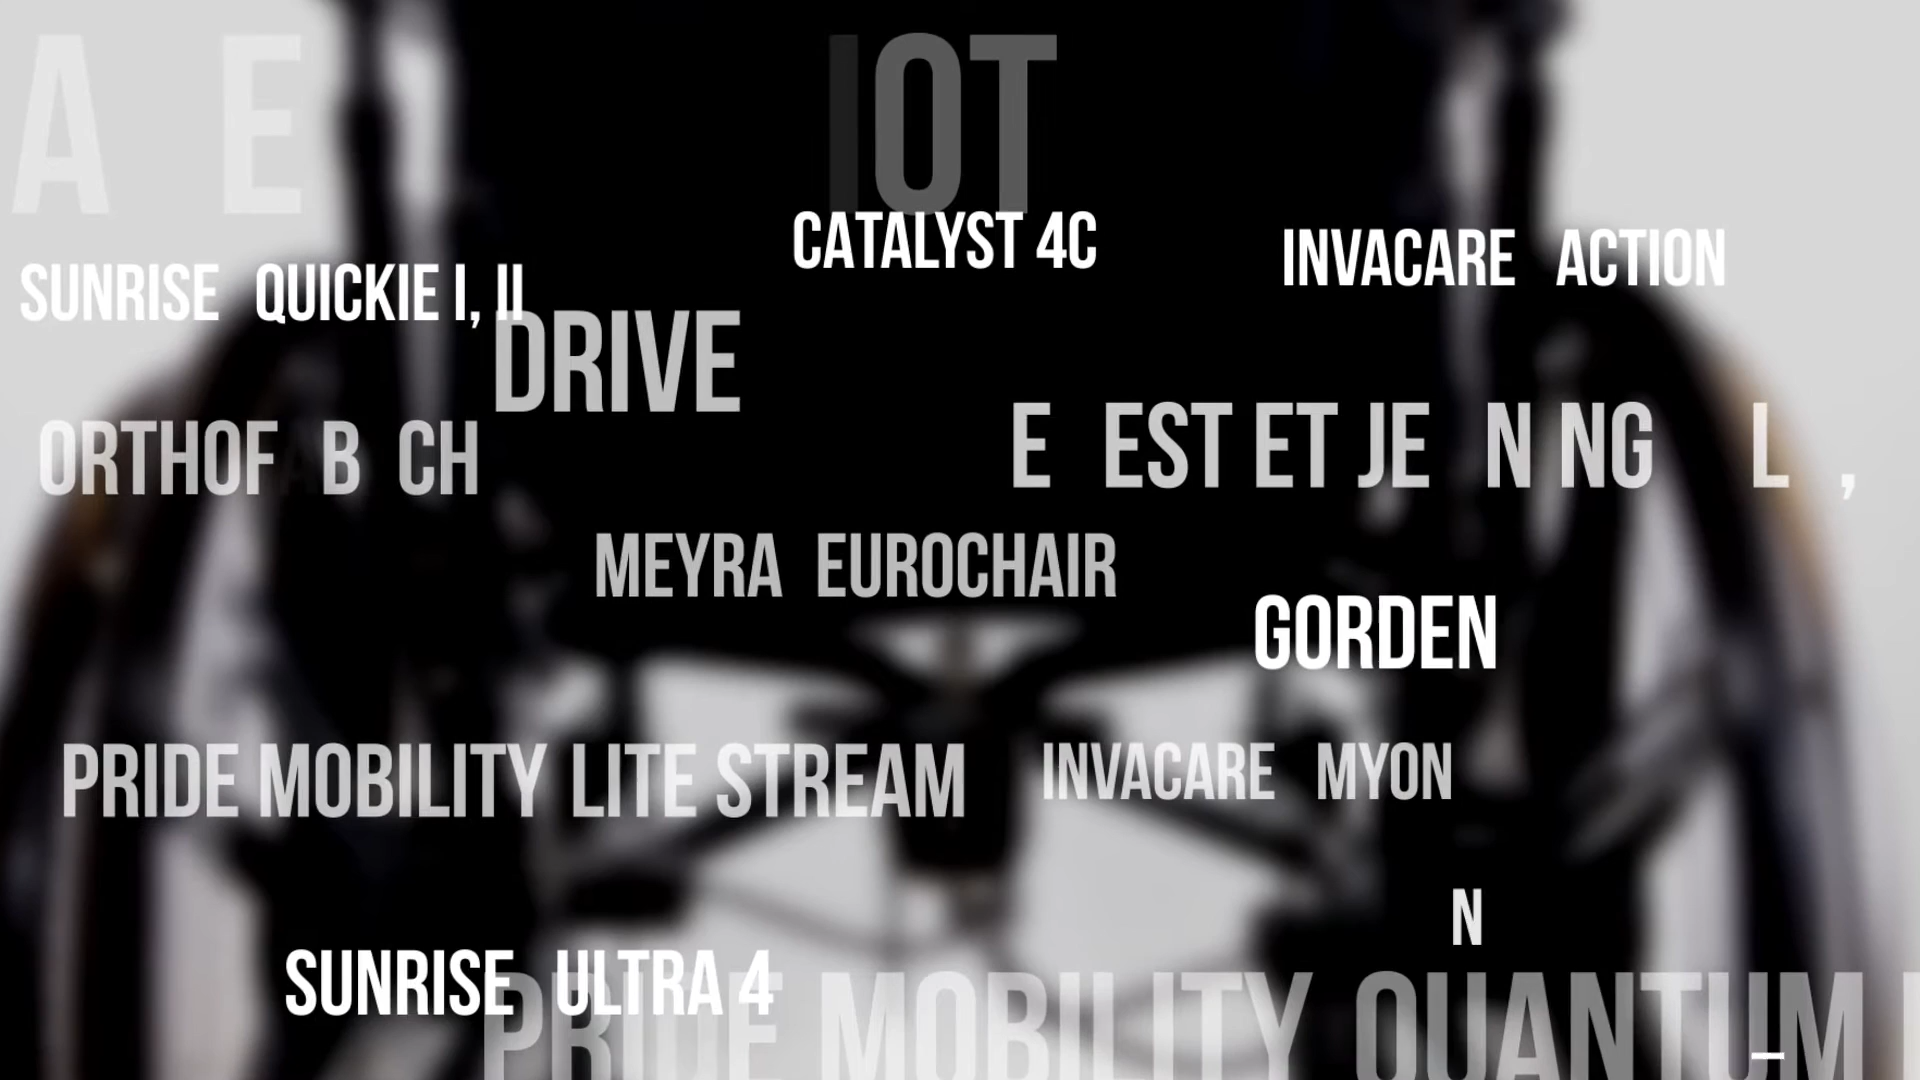 A E
IOT
CATALYST 4C
INVACARE ACTION
SUNRISE QUICKIE I, II
DRIVE
E EST ET JE N NG L ,
ORTHOF B CH
MEYRA EUROCHAIR
GORDEN
PRIDE MOBILITY LITE STREAM
INVACARE MYON
N
SUNRISE ULTRA 4
PRIDE MOBILITY QUANTUM